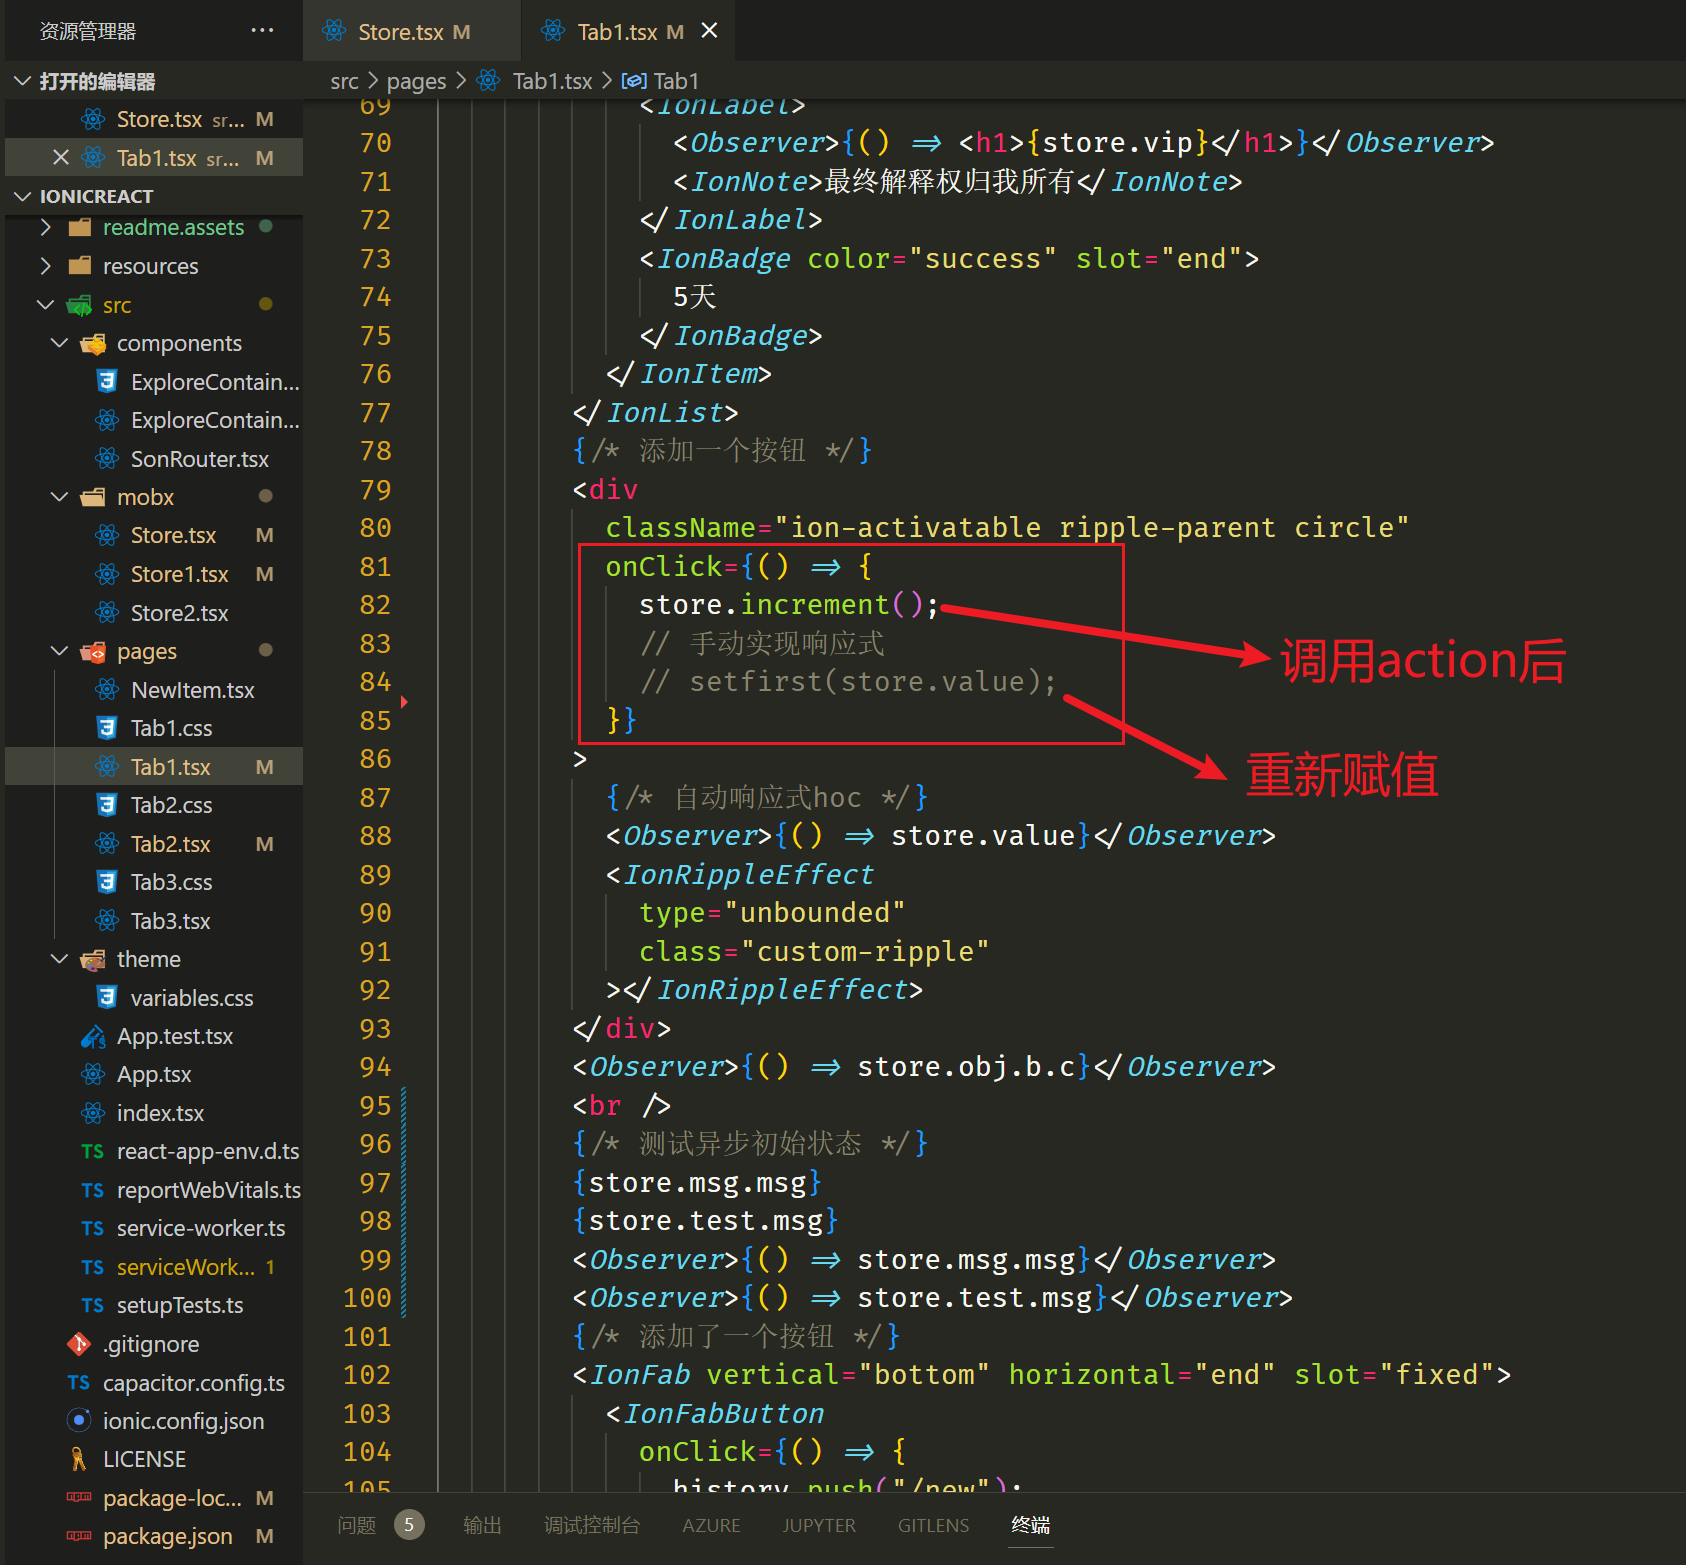 资源管理器 ...
打开的编辑器
Store.tsx sr... M
Tab1.tsx sr... M
IONICREACT
readme.assets
resources
src
components
ExploreContain...
ExploreContain...
SonRouter.tsx
mobx
Store.tsx M
Store1.tsx M
Store2.tsx
pages
NewItem.tsx
Tab1.css
Tab1.tsx M
Tab2.css
Tab2.tsx M
Tab3.css
Tab3.tsx
theme
variables.css
App.test.tsx
App.tsx
index.tsx
TS react-app-env.d.ts
TS reportWebVitals.ts
TS service-worker.ts
TS serviceWork... 1
TS setupTests.ts
.gitignore
TS capacitor.config.ts
ionic.config.json
LICENSE
package-loc... M
package.json M
Store.tsx M
Tab1.tsx M
src > pages > Tab1.tsx > Tab1
69 <IonLabel>
70 <Observer>{() => <h1>{store.vip}</h1>}</Observer>
71 <IonNote>最终解释权归我所有</IonNote>
72 </IonLabel>
73 <IonBadge color="success" slot="end">
74 5天
75 </IonBadge>
76 </IonItem>
77 </IonList>
78 {/* 添加一个按钮 */}
79 <div
80 className="ion-activatable ripple-parent circle"
81 onClick={() => {
82 store.increment();
83 // 手动实现响应式
84 // setfirst(store.value);
85 }}
86 >
87 {/* 自动响应式hoc */}
88 <Observer>{() => store.value}</Observer>
89 <IonRippleEffect
90 type="unbounded"
91 class="custom-ripple"
92 ></IonRippleEffect>
93 </div>
94 <Observer>{() => store.obj.b.c}</Observer>
95 <br />
96 {/* 测试异步初始状态 */}
97 {store.msg.msg}
98 {store.test.msg}
99 <Observer>{() => store.msg.msg}</Observer>
100 <Observer>{() => store.test.msg}</Observer>
101 {/* 添加了一个按钮 */}
102 <IonFab vertical="bottom" horizontal="end" slot="fixed">
103 <IonFabButton
104 onClick={() => {
105 history.push("/new");
调用action后
重新赋值
问题 5 输出 调试控制台 AZURE JUPYTER GITLENS 终端